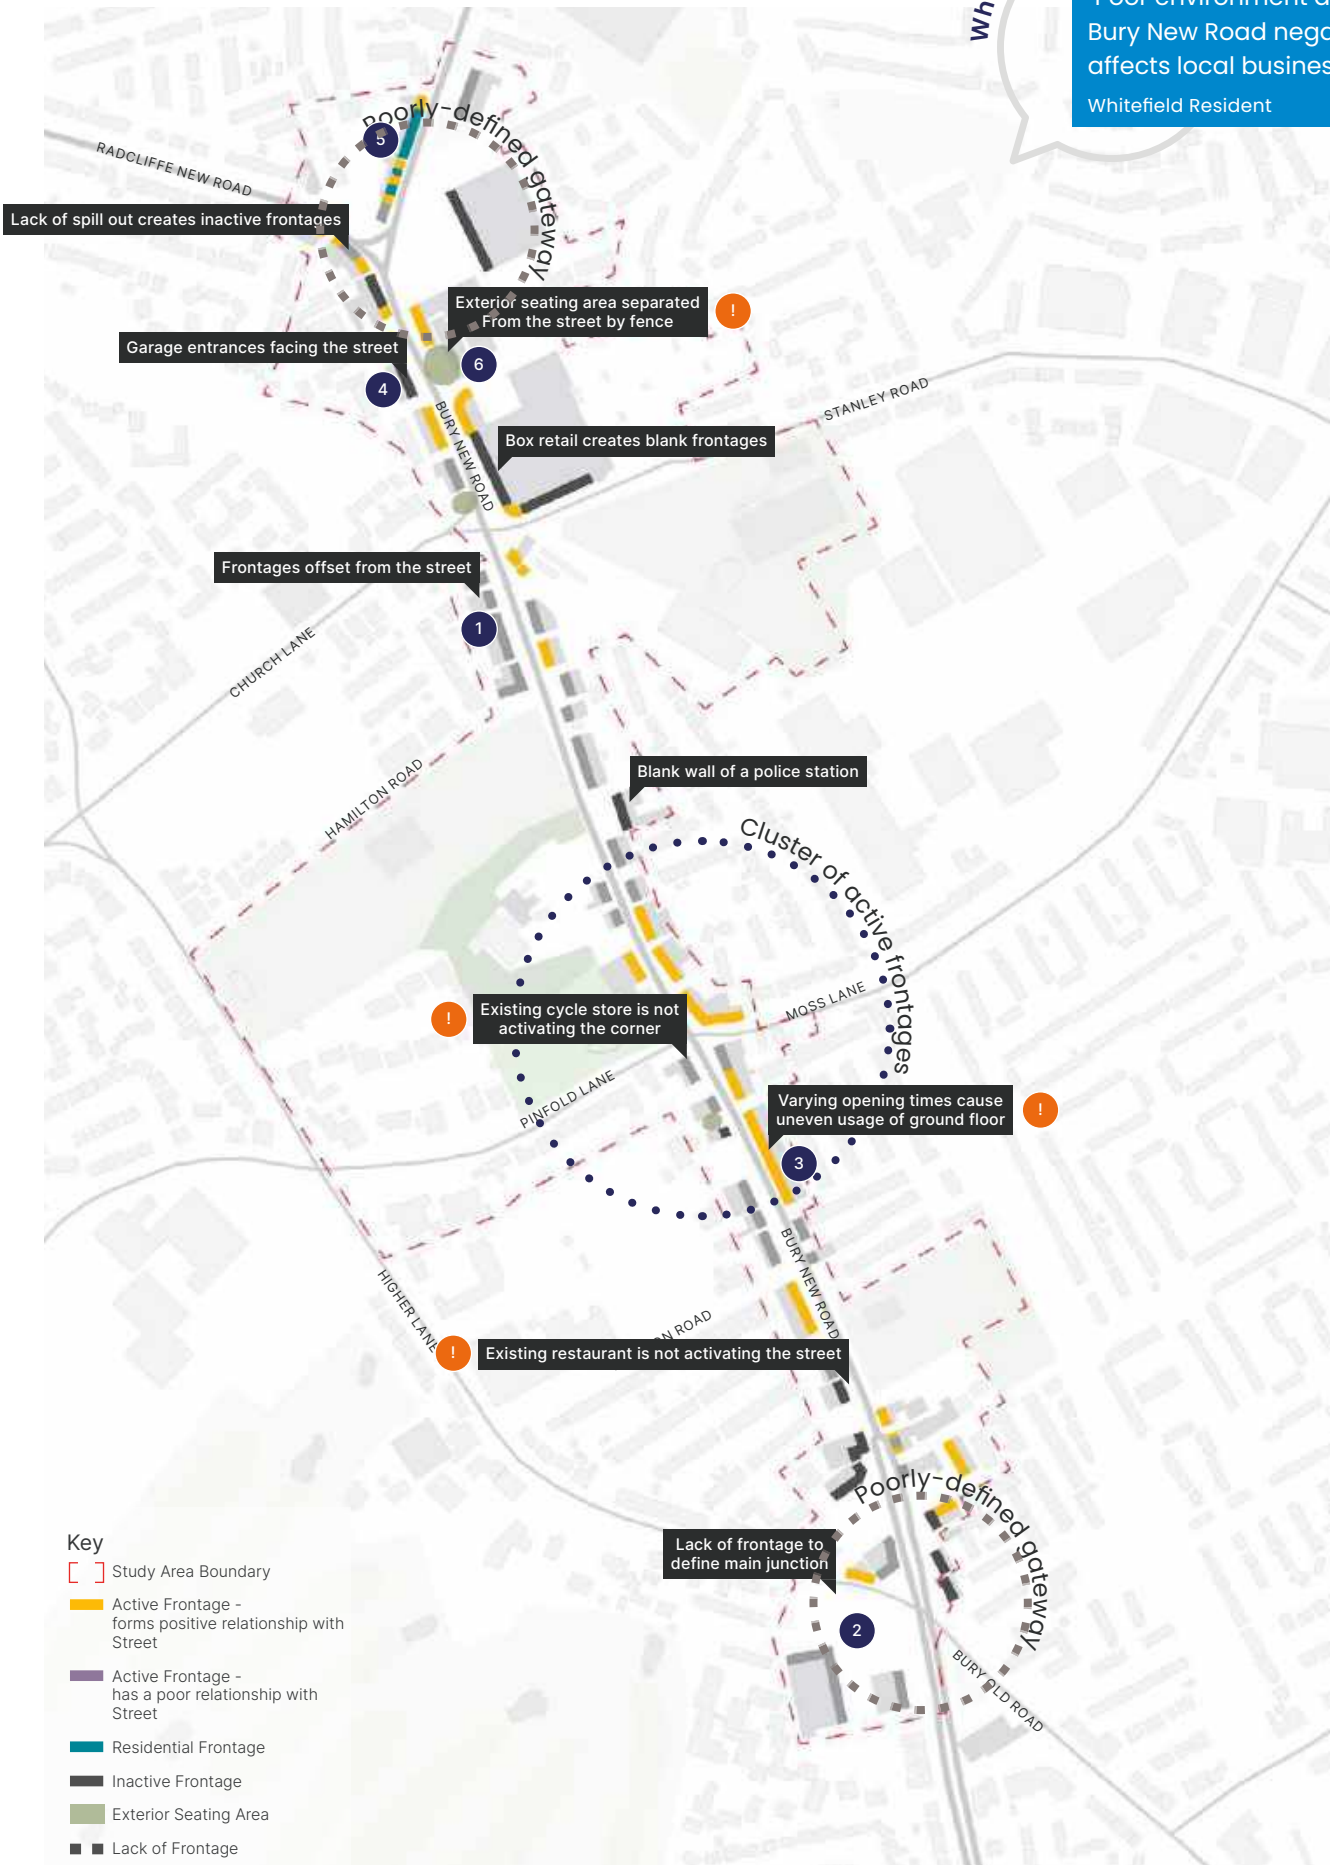 Wh
Bury New Road nega
affects local busines
Whitefield Resident
Poorly-defined gateway
5
RADCLIFFE NEW ROAD
Lack of spill out creates inactive frontages
Exterior seating area separated
From the street by fence
!
Garage entrances facing the street
6
4
BURY NEW ROAD
STANLEY ROAD
Box retail creates blank frontages
Frontages offset from the street
1
CHURCH LANE
HAMILTON ROAD
Blank wall of a police station
Cluster of active frontages
MOSS LANE
!
Existing cycle store is not
activating the corner
PINFOLD LANE
Varying opening times cause
uneven usage of ground floor
!
3
BURY NEW ROAD
HIGHER LANE
ON ROAD
!
Existing restaurant is not activating the street
Poorly-defined gateway
Lack of frontage to
define main junction
2
BURY OLD ROAD
Key
Study Area Boundary
Active Frontage -
forms positive relationship with
Street
Active Frontage -
has a poor relationship with
Street
Residential Frontage
Inactive Frontage
Exterior Seating Area
Lack of Frontage